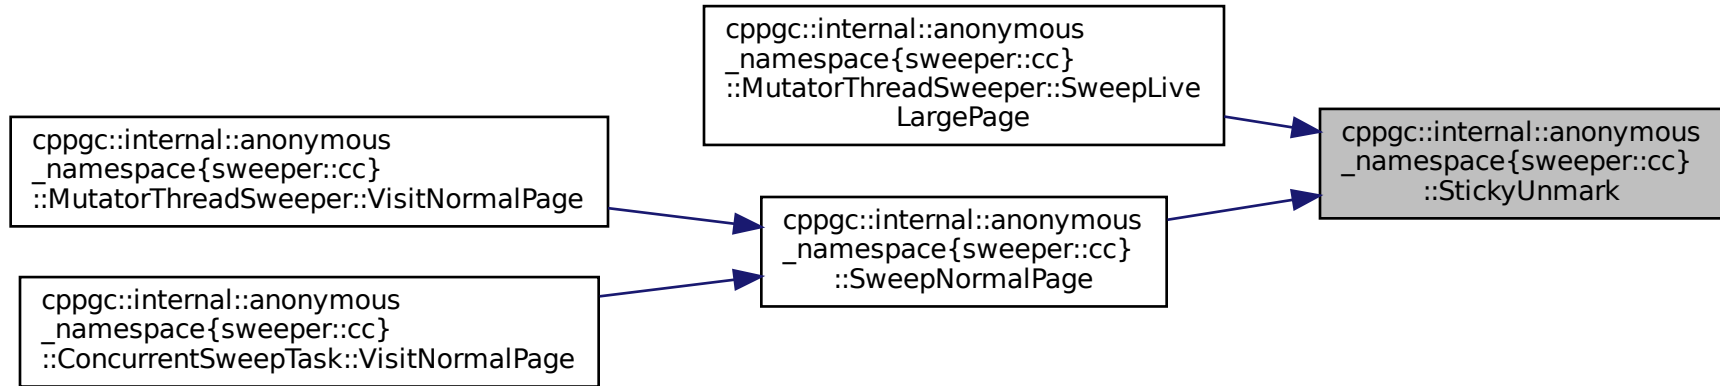 cppgc::internal::anonymous
_namespace{sweeper::cc}
::MutatorThreadSweeper::SweepLive
LargePage
cppgc::internal::anonymous
_namespace{sweeper::cc}
::StickyUnmark
cppgc::internal::anonymous
_namespace{sweeper::cc}
::MutatorThreadSweeper::VisitNormalPage
cppgc::internal::anonymous
_namespace{sweeper::cc}
::SweepNormalPage
cppgc::internal::anonymous
_namespace{sweeper::cc}
::ConcurrentSweepTask::VisitNormalPage